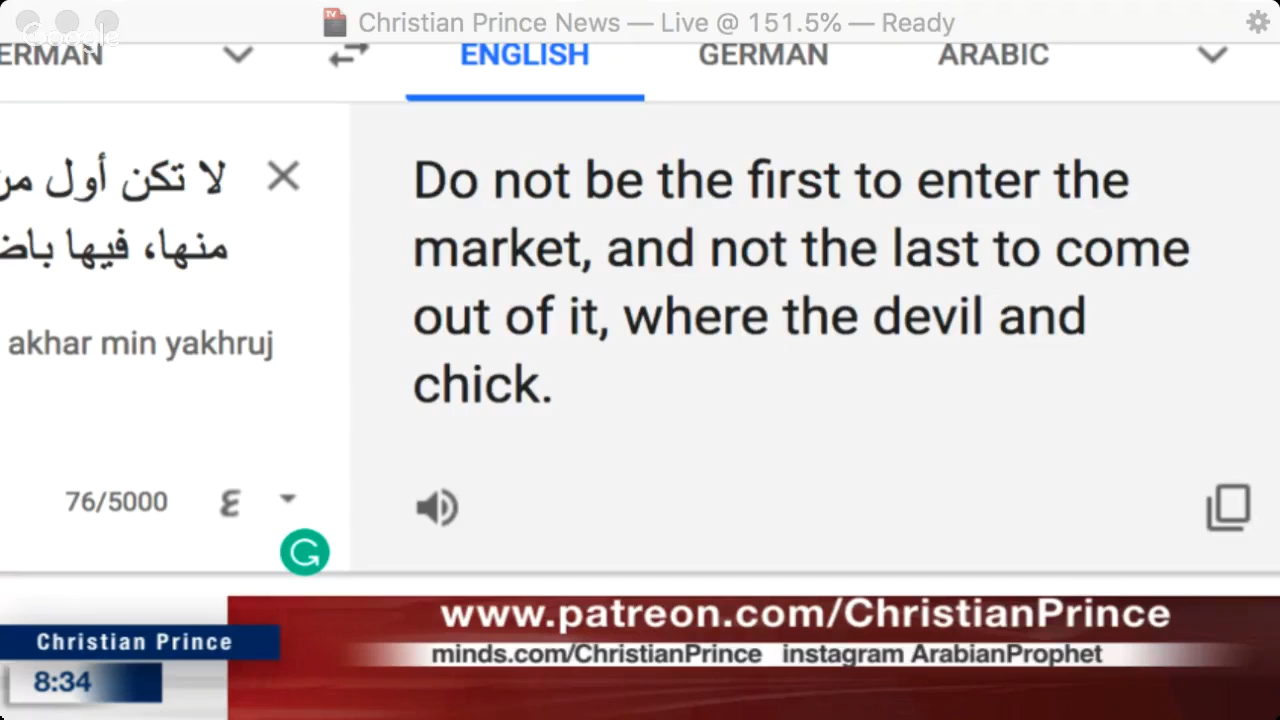 Christian Prince News — Live @ 151.5% — Ready
Google
ERMAN
ENGLISH
GERMAN
ARABIC
لا تكن أول
منها، فيها
akhar min yakhruj
76/5000
ع
Do not be the first to enter the
market, and not the last to come
out of it, where the devil and
chick.
www.patreon.com/ChristianPrince
minds.com/ChristianPrince instagram ArabianProphet
Christian Prince
8:34